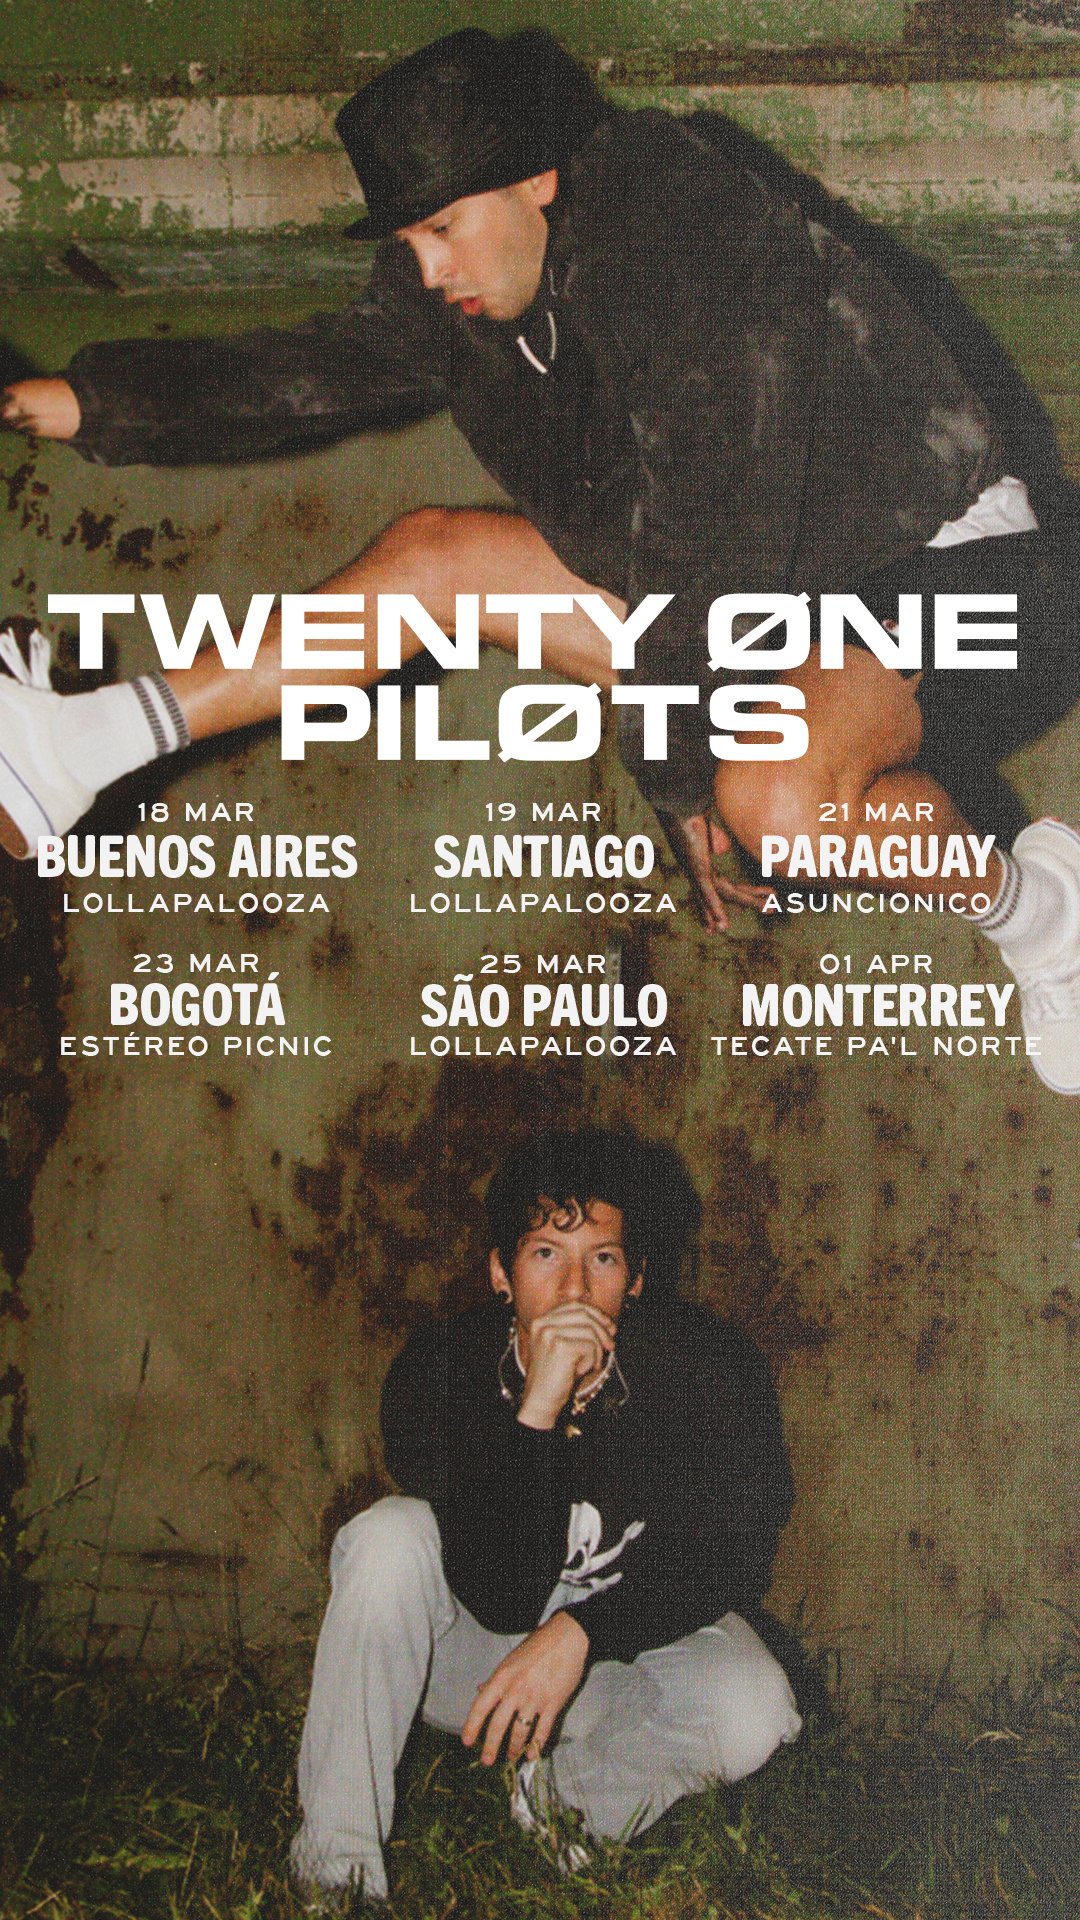 TWENTY ØNE
PILØTS
18 MAR
BUENOS AIRES
LOLLAPALOOZA
19 MAR
SANTIAGO
LOLLAPALOOZA
21 MAR
PARAGUAY
ASUNCIONICO
23 MAR
BOGOTÁ
ESTÉREO PICNIC
25 MAR
SÃO PAULO
LOLLAPALOOZA
01 APR
MONTERREY
TECATE PA'L NORTE